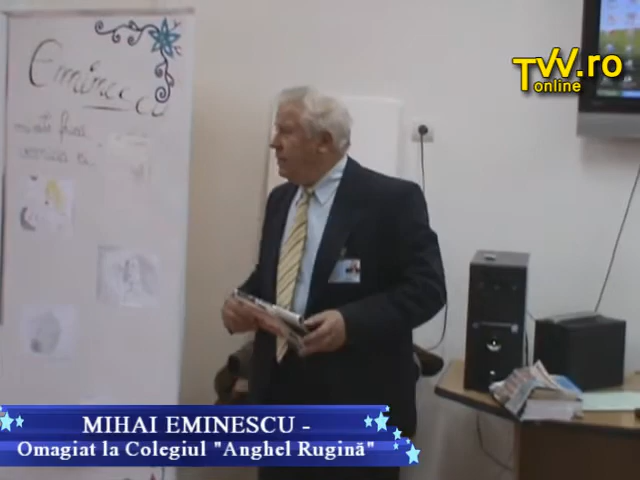 Eminescu
TVV.ro
online
MIHAI EMINESCU -
Omagiat la Colegiul "Anghel Rugină"